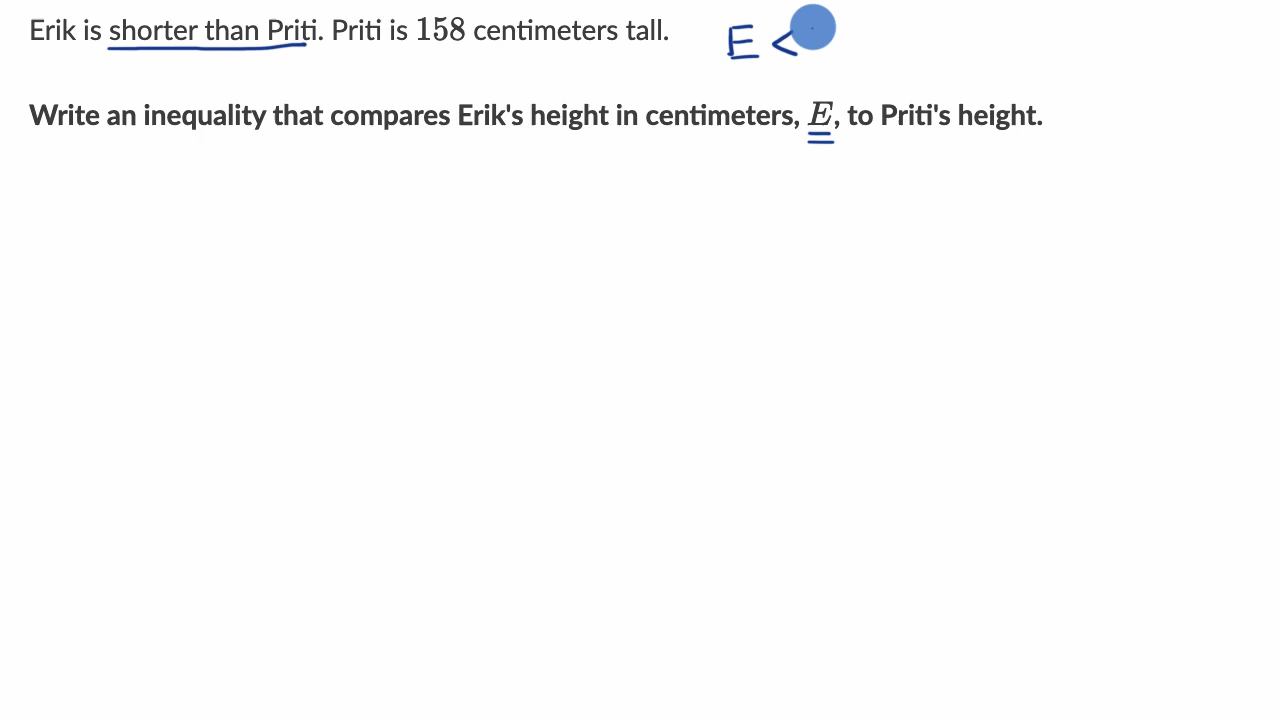 Erik is shorter than Priti. Priti is 158 centimeters tall. E <
Write an inequality that compares Erik's height in centimeters, E, to Priti's height.